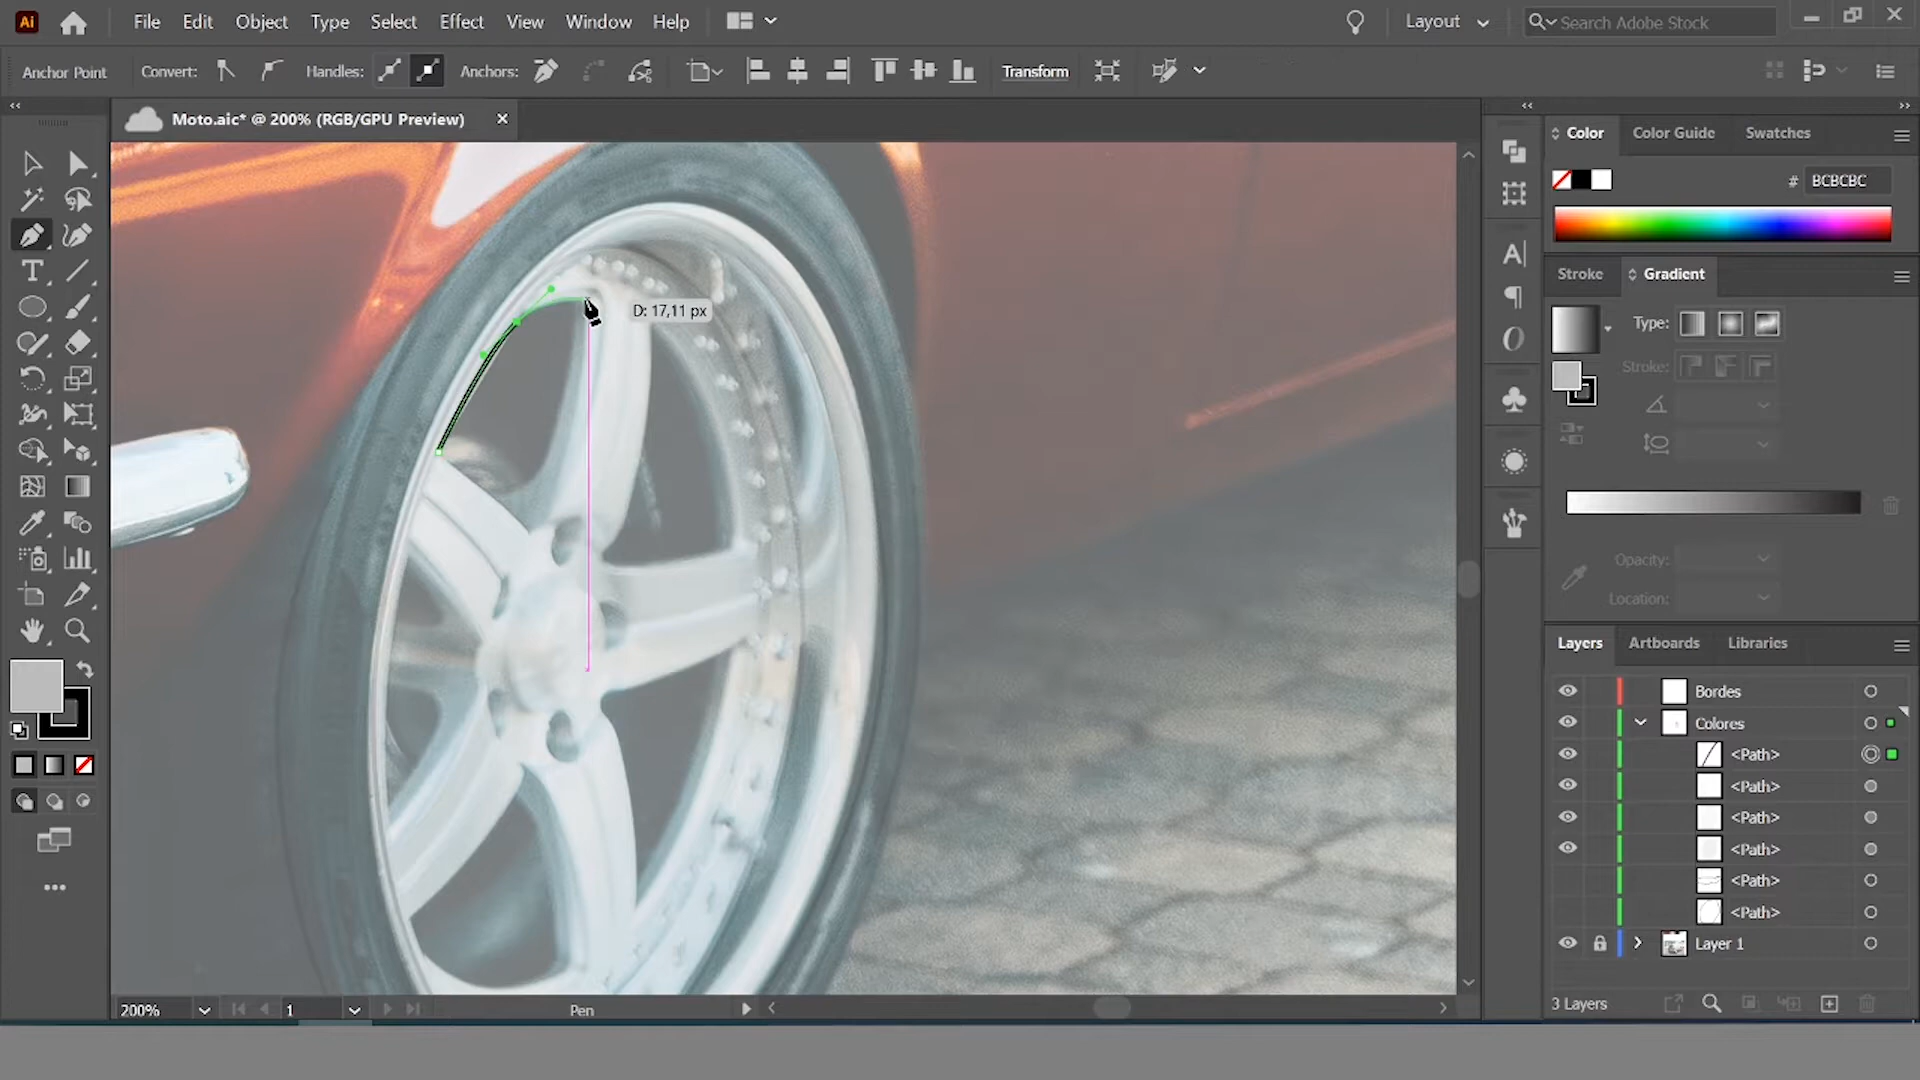 Ai File Edit Object Type Select Effect View Window Help Layout Search Adobe Stock
Anchor Point Convert: Handles: Anchors: Transform
Moto.aic* @ 200% (RGB/GPU Preview)
Color Color Guide Swatches
# BCBCBC
Stroke Gradient
Type:
D: 17,11 px
Stroke:
Opacity:
Location:
Layers Artboards Libraries
Bordes
Colores
<Path>
<Path>
<Path>
<Path>
<Path>
<Path>
Layer 1
3 Layers
200% 1 Pen